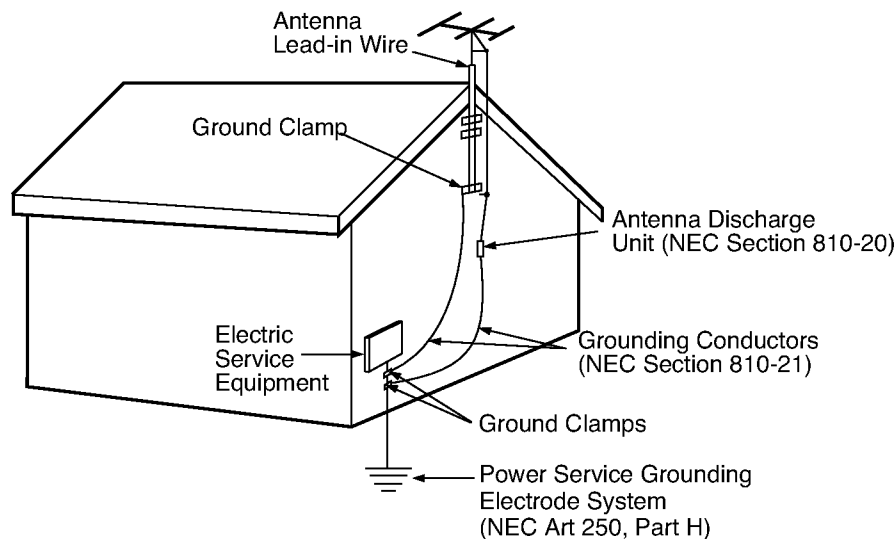 Antenna
Lead-in Wire
Ground Clamp
Antenna Discharge
Unit (NEC Section 810-20)
Electric
Service
Equipment
Grounding Conductors
(NEC Section 810-21)
Ground Clamps
Power Service Grounding
Electrode System
(NEC Art 250, Part H)